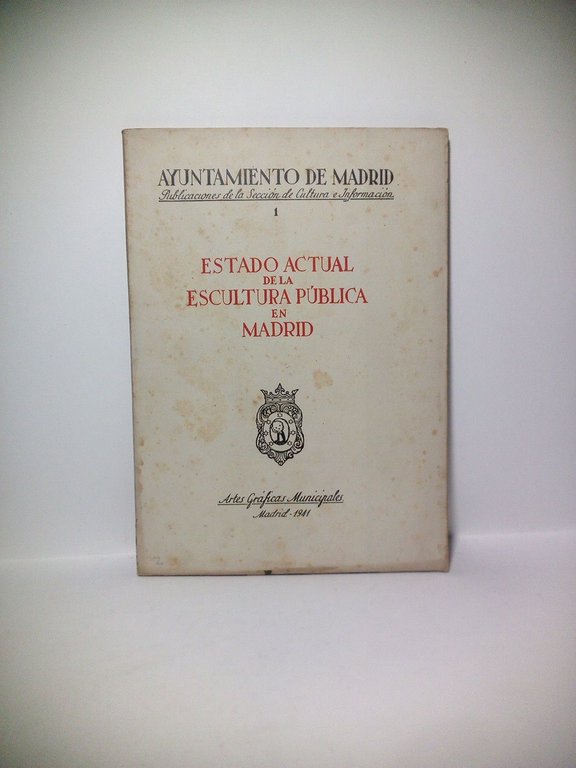 AYUNTAMIENTO DE MADRID
Publicaciones de la Sección de Cultura e Información.
1
ESTADO ACTUAL
DE LA
ESCULTURA PÚBLICA
EN
MADRID
Artes Gráficas Municipales
Madrid-1941